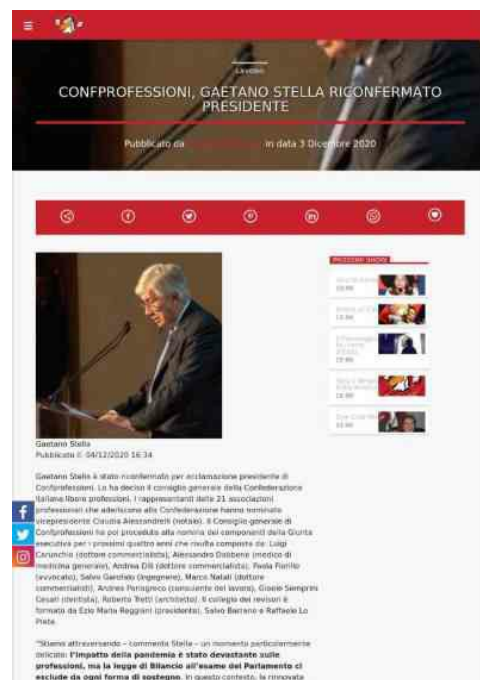 Lavoro
CONFPROFESSIONI, GAETANO STELLA RICONFERMATO
PRESIDENTE
Pubblicato da in data 3 Dicembre 2020
PROSSIMI SHOWS
Gaetano Stella
Pubblicato il: 04/12/2020 16:34
Gaetano Stella è stato riconfermato per acclamazione presidente di
Confprofessioni. Lo ha deciso il consiglio generale della Confederazione
italiana libere professioni. I rappresentanti delle 21 associazioni
professionali che aderiscono alla Confederazione hanno nominato
vicepresidente Claudia Alessandrelli (notaio). Il Consiglio generale di
Confprofessioni ha poi proceduto alla nomina dei componenti della Giunta
esecutiva per i prossimi quattro anni che risulta composta da: Luigi
Carunchio (dottore commercialista), Alessandro Dabbene (medico di
medicina generale), Andrea Dili (dottore commercialista), Paola Fiorillo
(avvocato), Salvo Garofalo (ingegnere), Marco Natali (dottore
commercialisti), Andrea Parlagreco (consulente del lavoro), Gioele Semprini
Cesari (dentista), Roberto Tretti (architetto). Il collegio dei revisori è
formato da Ezio Maria Reggiani (presidente), Salvo Barrano e Raffaele Lo
Presti.
"Stiamo attraversando – commenta Stella – un momento particolarmente
delicato: l'impatto della pandemia è stato devastante sulle
professioni, ma la legge di Bilancio all'esame del Parlamento ci
esclude da ogni forma di sostegno. In questo contesto, la rinnovata